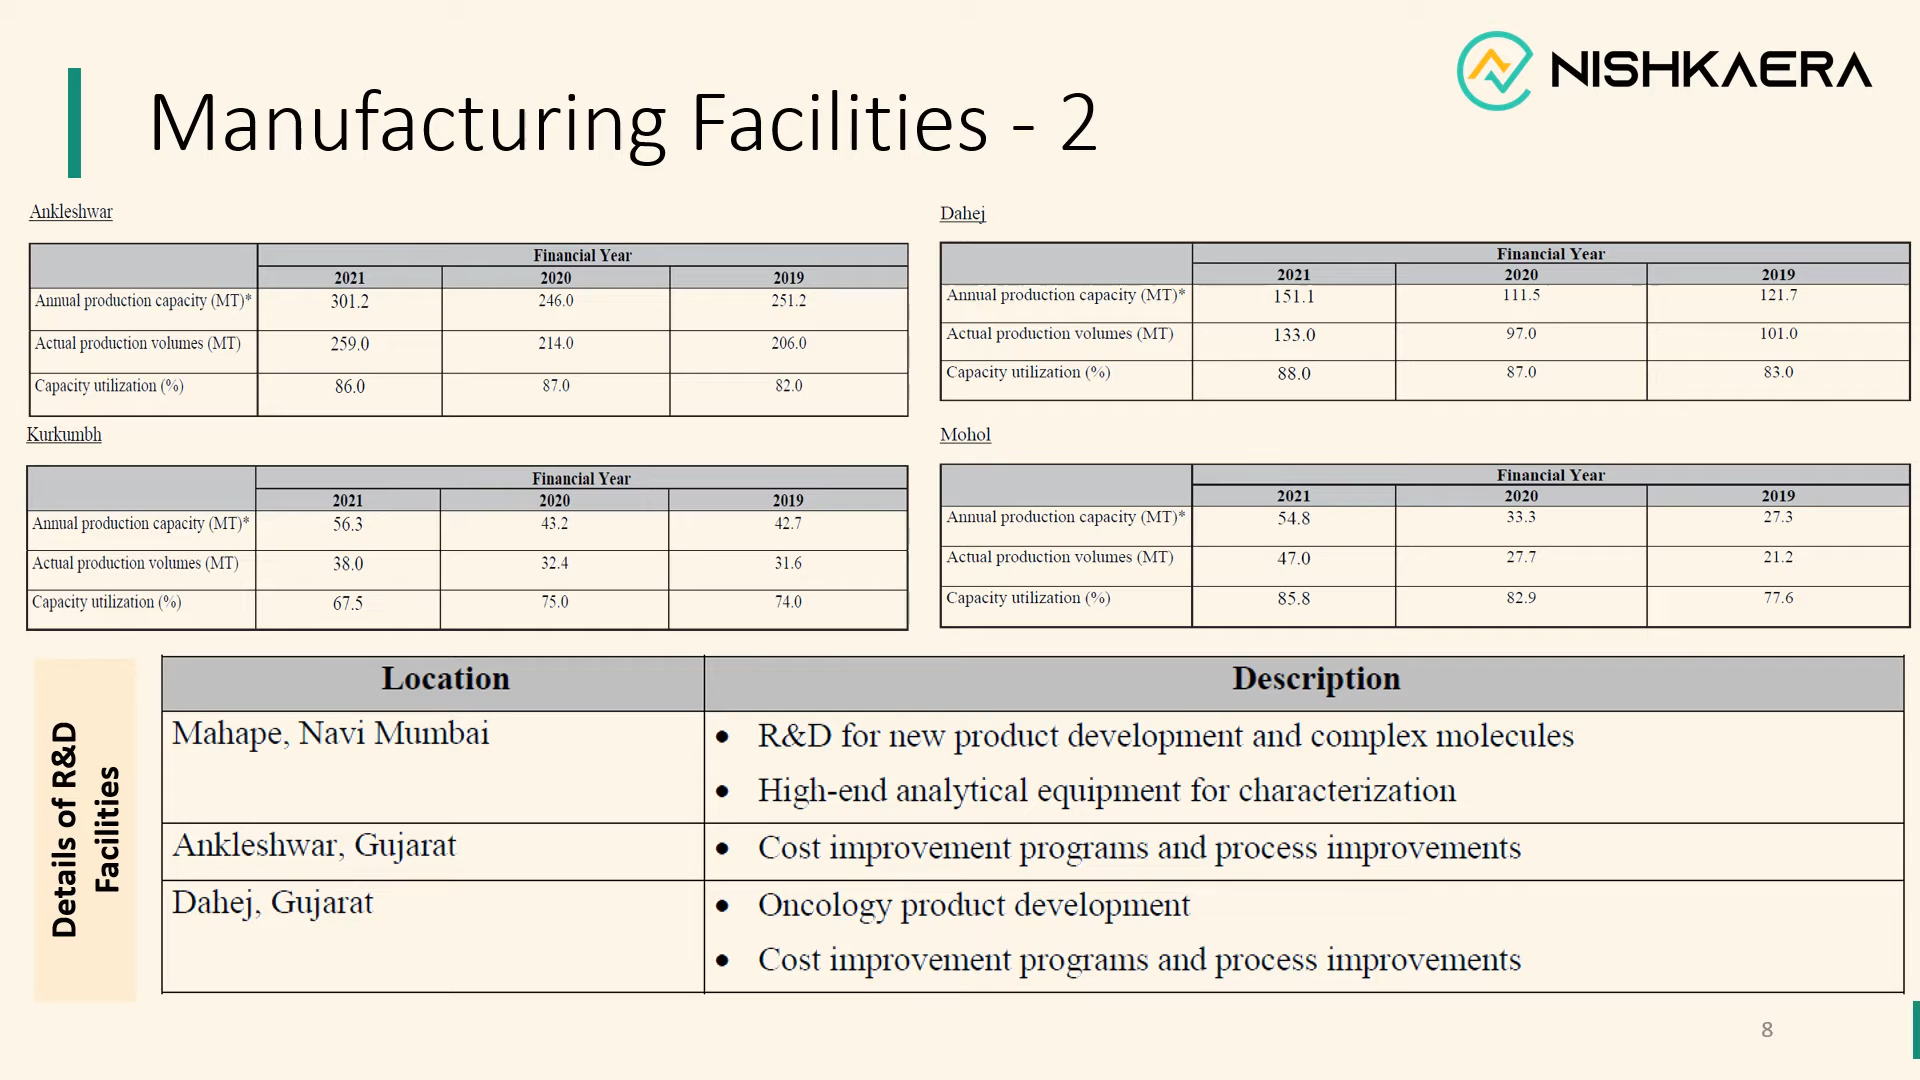 NISHKAERA
Manufacturing Facilities - 2
Ankleshwar
Financial Year
2021 2020 2019
Annual production capacity (MT)* 301.2 246.0 251.2
Actual production volumes (MT) 259.0 214.0 206.0
Capacity utilization (%) 86.0 87.0 82.0
Dahej
Financial Year
2021 2020 2019
Annual production capacity (MT)* 151.1 111.5 121.7
Actual production volumes (MT) 133.0 97.0 101.0
Capacity utilization (%) 88.0 87.0 83.0
Kurkumbh
Financial Year
2021 2020 2019
Annual production capacity (MT)* 56.3 43.2 42.7
Actual production volumes (MT) 38.0 32.4 31.6
Capacity utilization (%) 67.5 75.0 74.0
Mohol
Financial Year
2021 2020 2019
Annual production capacity (MT)* 54.8 33.3 27.3
Actual production volumes (MT) 47.0 27.7 21.2
Capacity utilization (%) 85.8 82.9 77.6
Details of R&D
Facilities
Location Description
Mahape, Navi Mumbai • R&D for new product development and complex molecules
• High-end analytical equipment for characterization
Ankleshwar, Gujarat • Cost improvement programs and process improvements
Dahej, Gujarat • Oncology product development
• Cost improvement programs and process improvements
8